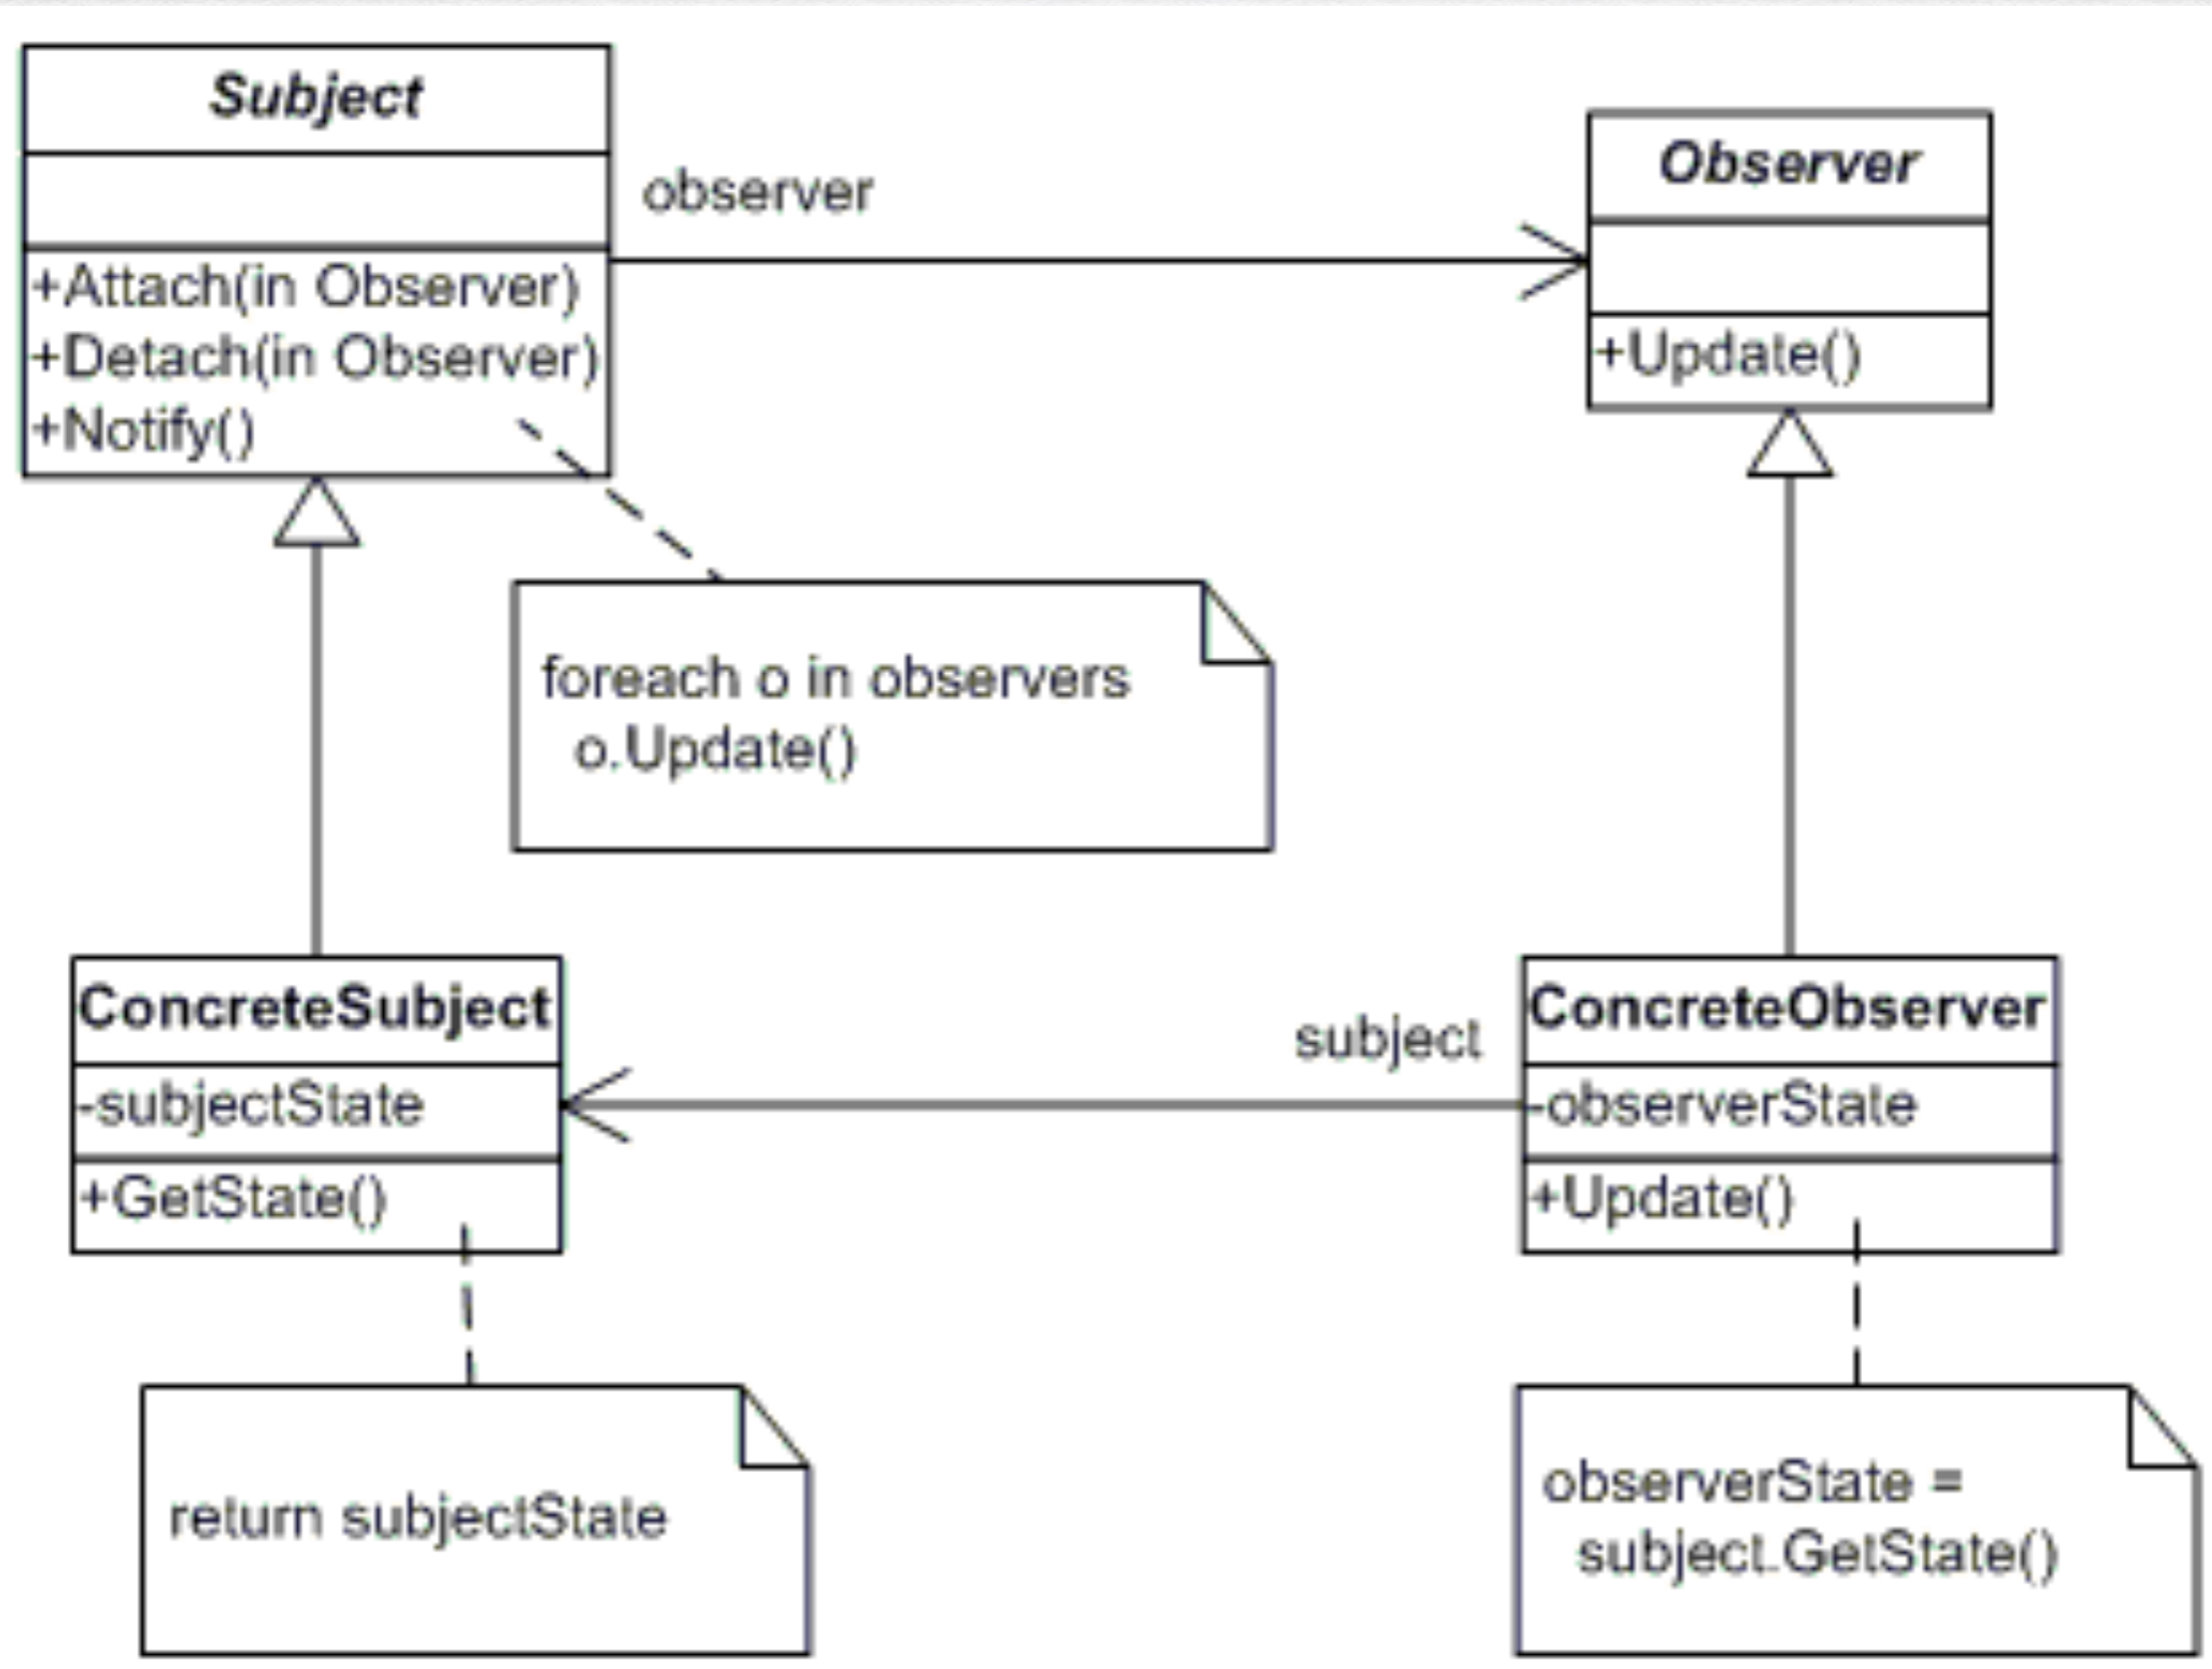 Subject
+Attach(in Observer)
+Detach(in Observer)
+Notify()
observer
Observer
+Update()
foreach o in observers
o.Update()
ConcreteSubject
-subjectState
+GetState()
subject
ConcreteObserver
-observerState
+Update()
return subjectState
observerState =
subject.GetState()